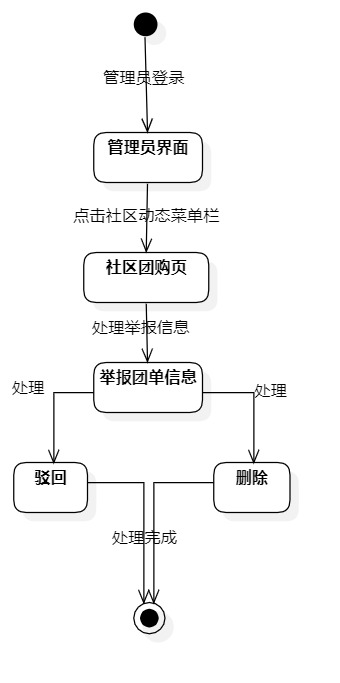 管理员登录
管理员界面
点击社区动态菜单栏
社区团购页
处理举报信息
举报团单信息
处理
处理
驳回
删除
处理完成